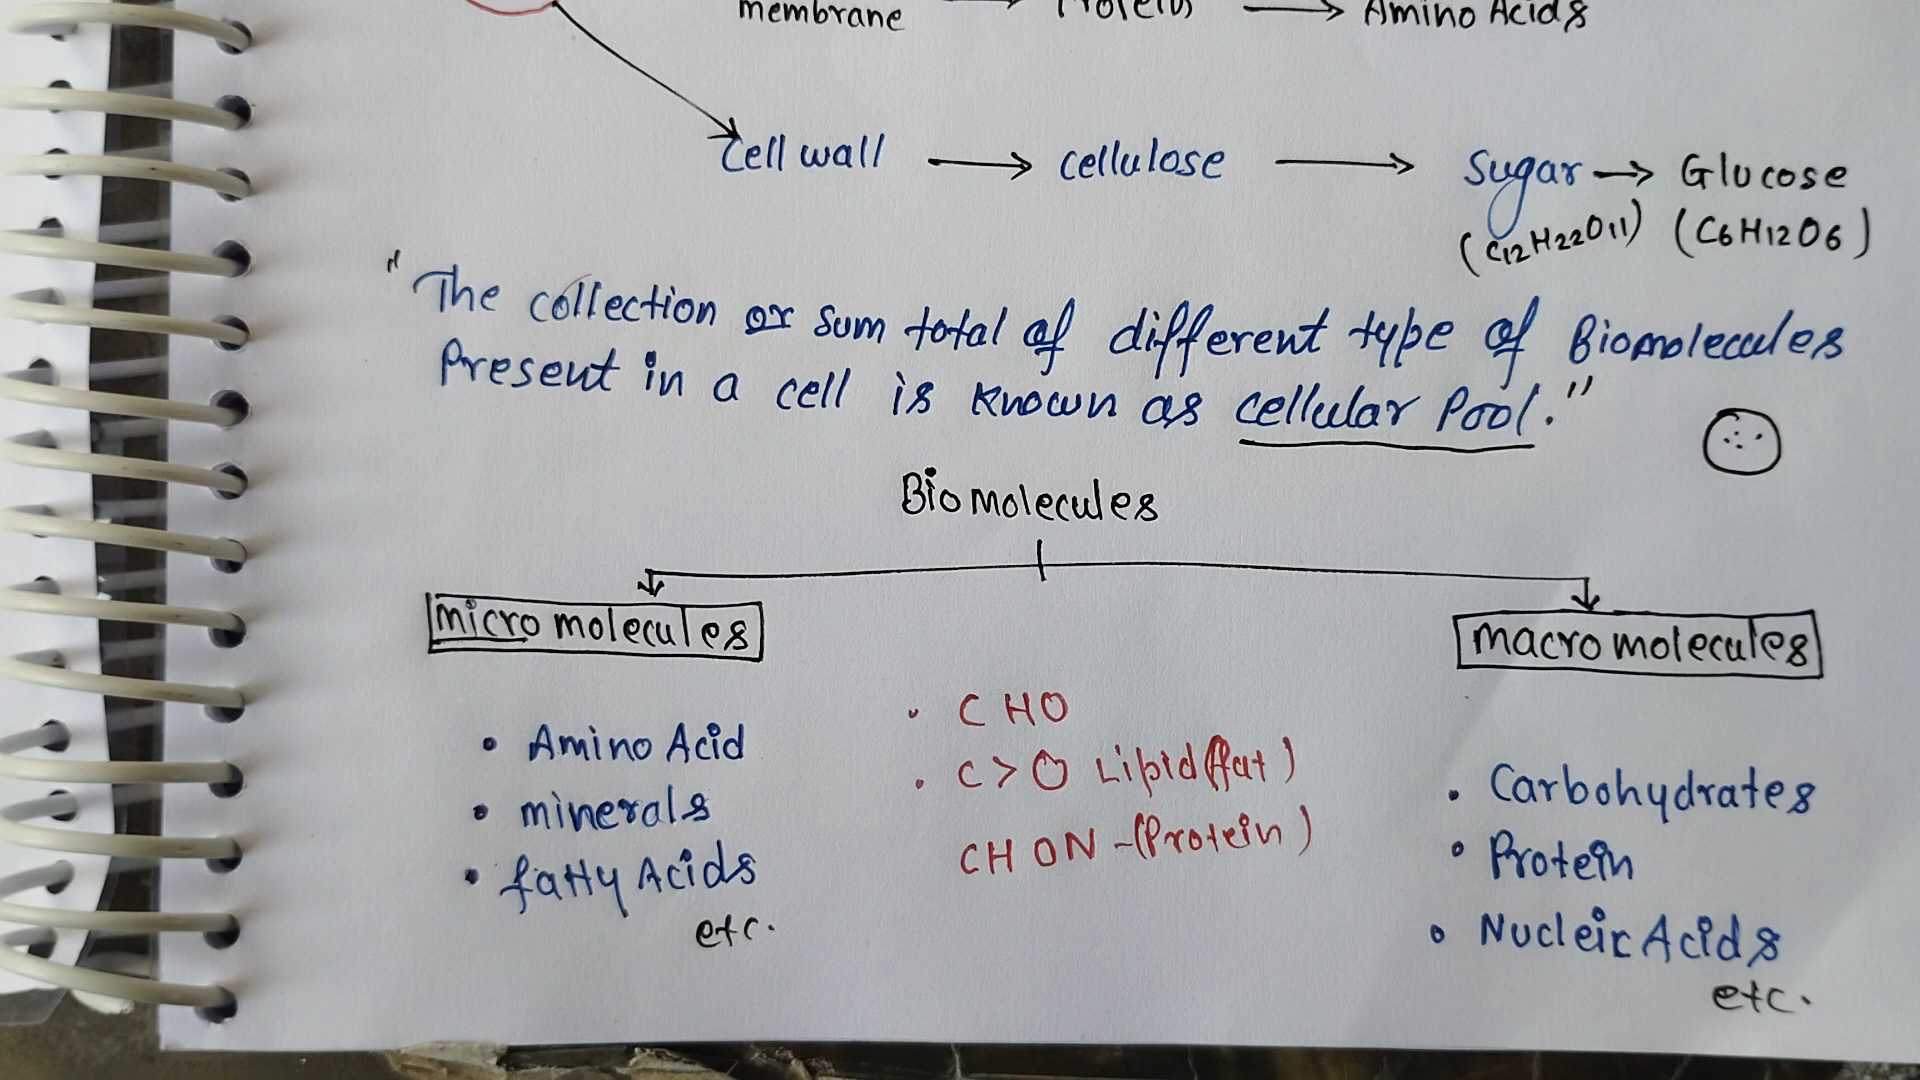 membrane → Protein → Amino Acids
Cell wall → cellulose → Sugar → Glucose
(C12H22O11) (C6H12O6)
"The collection or sum total of different type of Biomolecules
Present in a cell is known as cellular Pool."
Biomolecules
micro molecules
macro molecules
• Amino Acid
• minerals
• fatty Acids
etc.
• CHO
• C > O Lipid (fat)
CHON - (Protein)
• Carbohydrates
• Protein
• Nucleic Acids
etc.